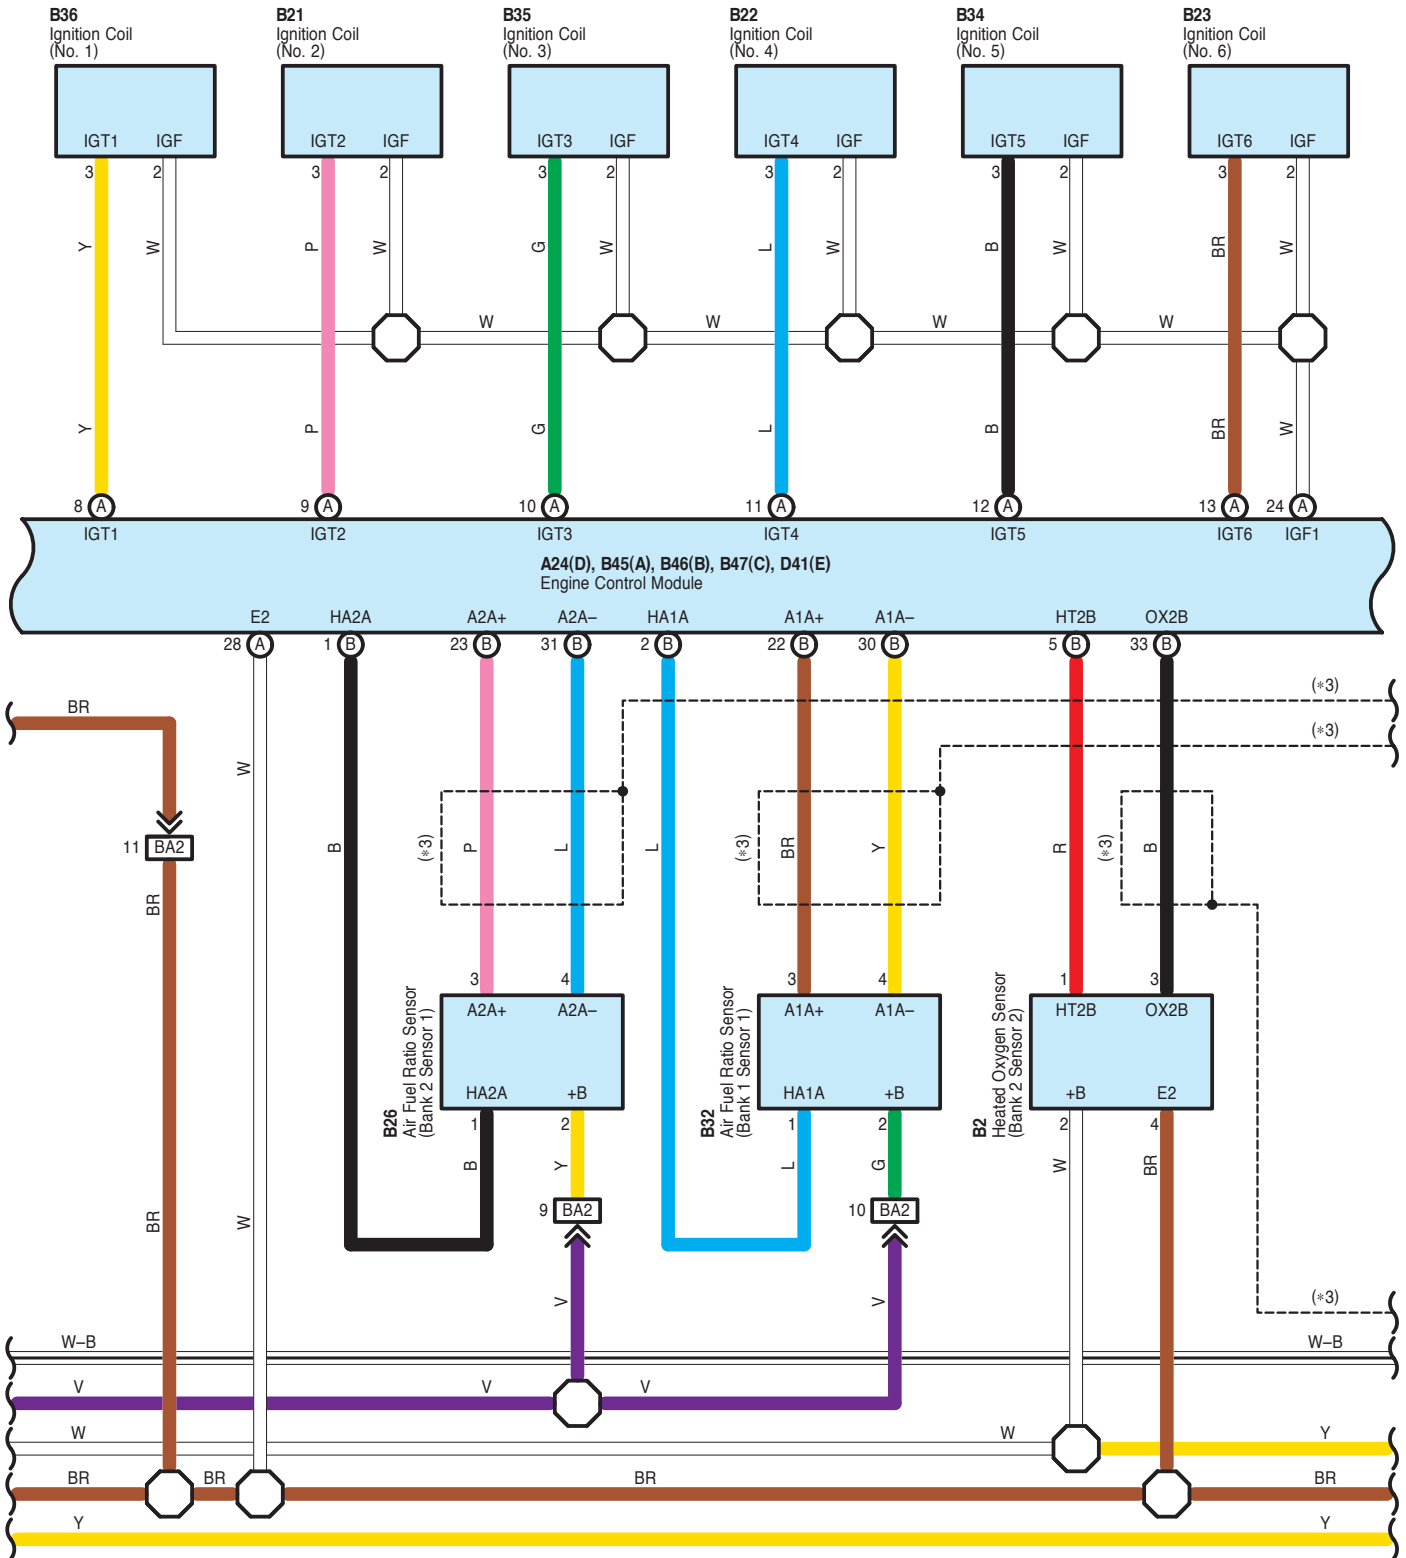 B36
Ignition Coil
(No. 1)
B21
Ignition Coil
(No. 2)
B35
Ignition Coil
(No. 3)
B22
Ignition Coil
(No. 4)
B34
Ignition Coil
(No. 5)
B23
Ignition Coil
(No. 6)
IGT1 IGF
IGT2 IGF
IGT3 IGF
IGT4 IGF
IGT5 IGF
IGT6 IGF
3 2 3 2 3 2 3 2 3 2 3 2
Y W P W G W L W B W BR W
W W W W
Y P G L B BR W
8 A 9 A 10 A 11 A 12 A 13 A 24 A
IGT1 IGT2 IGT3 IGT4 IGT5 IGT6 IGF1
A24(D), B45(A), B46(B), B47(C), D41(E)
Engine Control Module
E2 HA2A A2A+ A2A– HA1A A1A+ A1A– HT2B OX2B
28 A 1 B 23 B 31 B 2 B 22 B 30 B 5 B 33 B
(*3)
BR
(*3)
W
11 BA2 B (*3) P L L (*3) BR Y R (*3) B
BR
3 4 3 4 1 3
A2A+ A2A–
HA2A +B
B26
Air Fuel Ratio Sensor
(Bank 2 Sensor 1)
A1A+ A1A–
HA1A +B
B32
Air Fuel Ratio Sensor
(Bank 1 Sensor 1)
HT2B OX2B
+B E2
B2
Heated Oxygen Sensor
(Bank 2 Sensor 2)
1 2 1 2 2 4
B Y L G W BR
9 BA2 10 BA2
BR W
V V (*3)
W–B W–B
V V V
W W Y
BR BR BR BR
Y Y